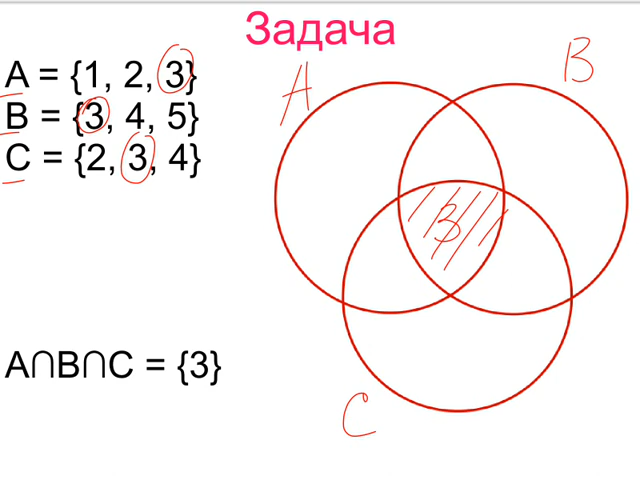 Задача
A = {1, 2, 3}
B = {3, 4, 5}
C = {2, 3, 4}
A
B
3
C
A∩B∩C = {3}